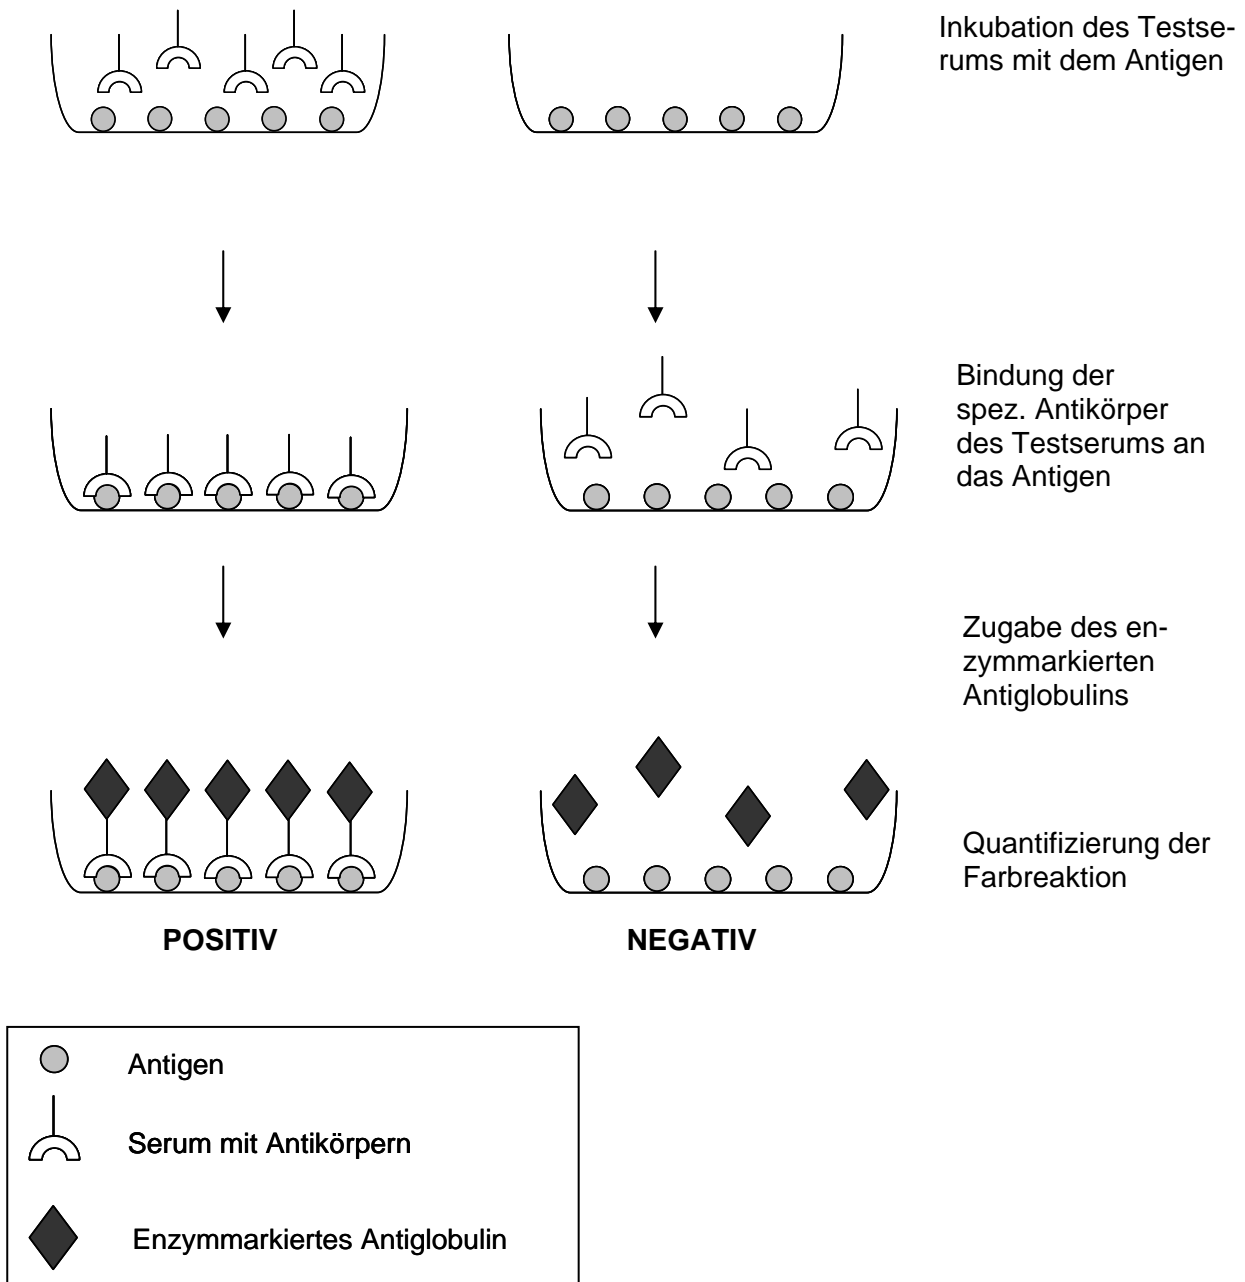 Inkubation des Testse-
rums mit dem Antigen
Bindung der
spez. Antikörper
des Testserums an
das Antigen
Zugabe des en-
zymmarkierten
Antiglobulins
Quantifizierung der
Farbreaktion
POSITIV
NEGATIV
Antigen
Serum mit Antikörpern
Enzymmarkiertes Antiglobulin